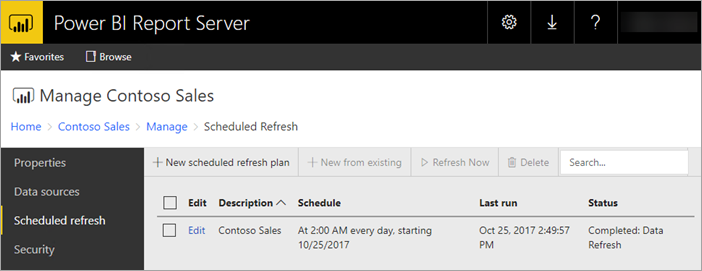 Power BI Report Server
?
Favorites Browse
Manage Contoso Sales
Home > Contoso Sales > Manage > Scheduled Refresh
Properties
Data sources
Scheduled refresh
Security
+ New scheduled refresh plan + New from existing Refresh Now Delete Search...
Edit Description Schedule Last run Status
Edit Contoso Sales At 2:00 AM every day, starting Oct 25, 2017 2:49:57 Completed: Data
10/25/2017 PM Refresh